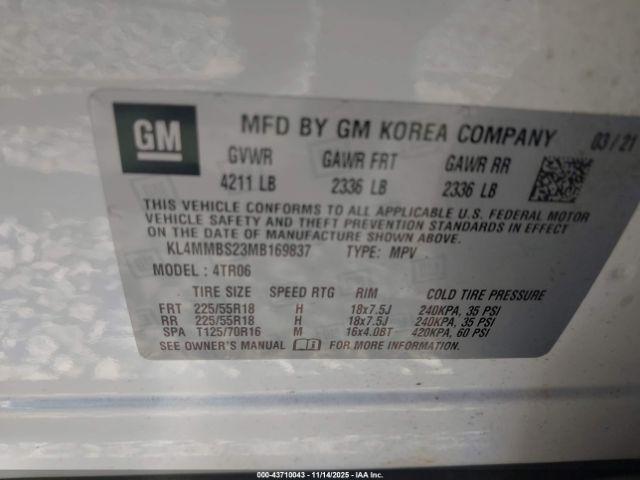 GM
MFD BY GM KOREA COMPANY 03/21
GVWR GAWR FRT GAWR RR
4211 LB 2336 LB 2336 LB
THIS VEHICLE CONFORMS TO ALL APPLICABLE U.S. FEDERAL MOTOR
VEHICLE SAFETY AND THEFT PREVENTION STANDARDS IN EFFECT
ON THE DATE OF MANUFACTURE SHOWN ABOVE.
KL4MMBS23MB169837 TYPE: MPV
MODEL : 4TR06
TIRE SIZE SPEED RTG RIM COLD TIRE PRESSURE
FRT 225/55R18 H 18x7.5J 240KPA, 35 PSI
RR 225/55R18 H 18x7.5J 240KPA, 35 PSI
SPA T125/70R16 M 16x4.0BT 420KPA, 60 PSI
SEE OWNER'S MANUAL FOR MORE INFORMATION.
000-43710043 - 11/14/2025 - IAA Inc.